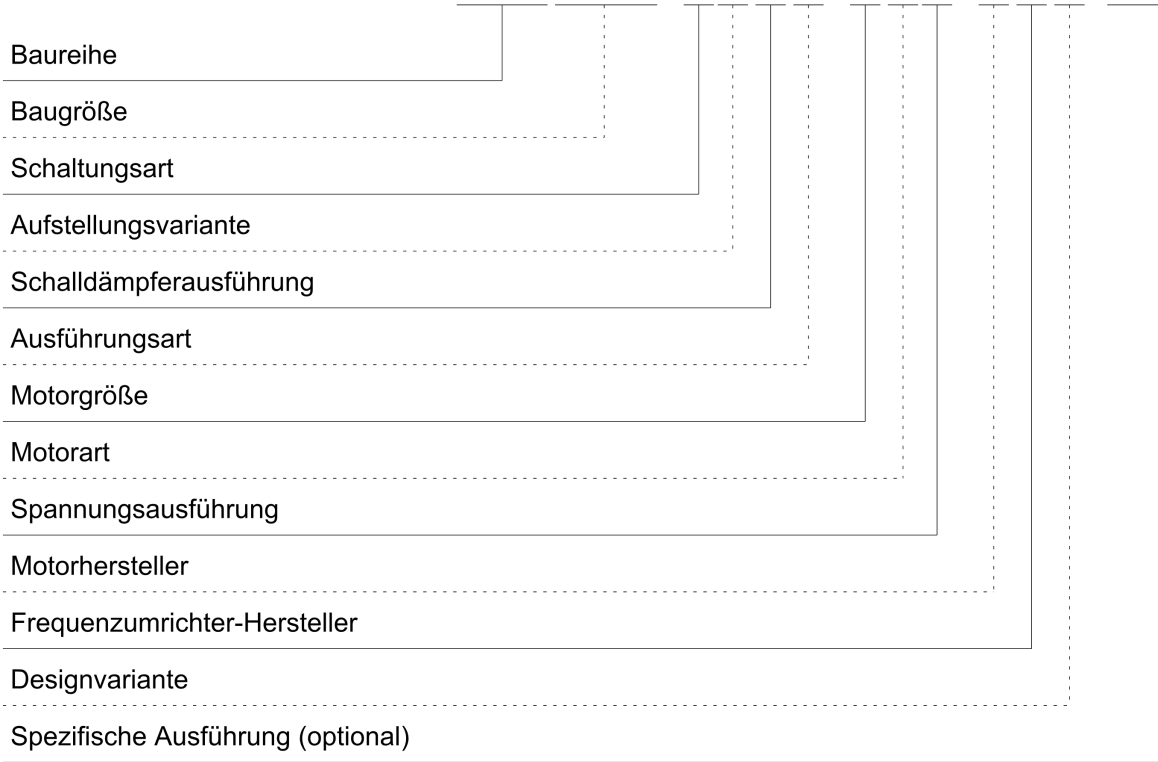 Baureihe
Baugröße
Schaltungsart
Aufstellungsvariante
Schalldämpferausführung
Ausführungsart
Motorgröße
Motorart
Spannungsausführung
Motorhersteller
Frequenzumrichter-Hersteller
Designvariante
Spezifische Ausführung (optional)